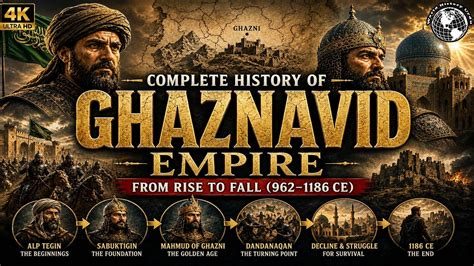 4K
ULTRA HD
GHAZNI
COMPLETE HISTORY OF
GHAZNAVID
EMPIRE
FROM RISE TO FALL (962–1186 CE)
ALP TEGIN
THE BEGINNINGS
SABUKTIGIN
THE FOUNDATION
MAHMUD OF GHAZNI
THE GOLDEN AGE
DANDANAQAN
THE TURNING POINT
DECLINE & STRUGGLE
FOR SURVIVAL
1186 CE
THE END